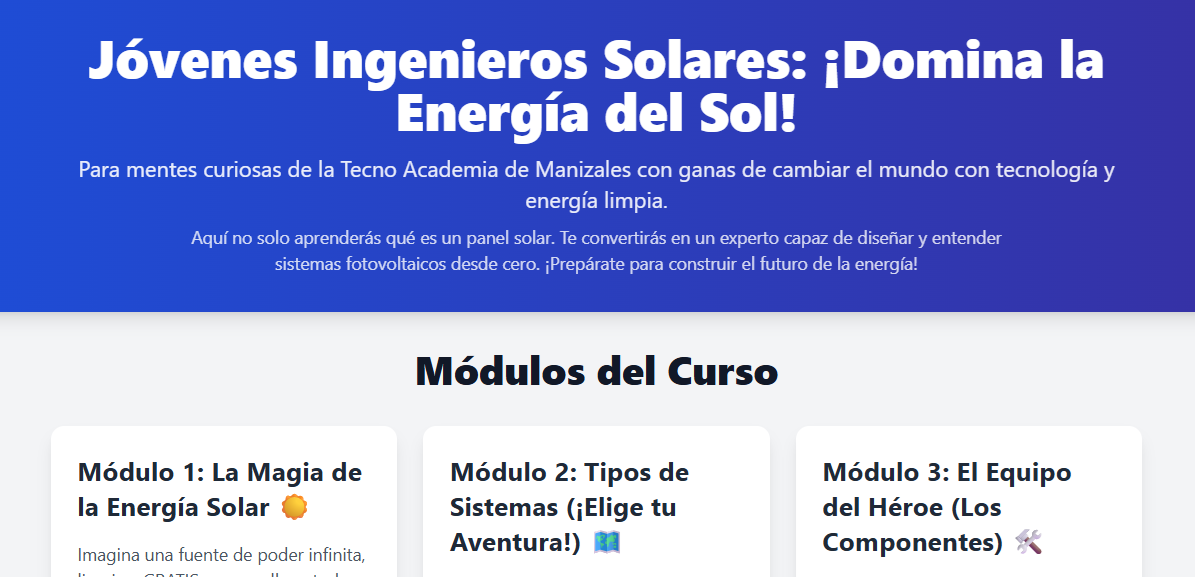 Jóvenes Ingenieros Solares: ¡Domina la
Energía del Sol!
Para mentes curiosas de la Tecno Academia de Manizales con ganas de cambiar el mundo con tecnología y
energía limpia.
Aquí no solo aprenderás qué es un panel solar. Te convertirás en un experto capaz de diseñar y entender
sistemas fotovoltaicos desde cero. ¡Prepárate para construir el futuro de la energía!
Módulos del Curso
Módulo 1: La Magia de
la Energía Solar ☀️
Imagina una fuente de poder infinita,
Módulo 2: Tipos de
Sistemas (¡Elige tu
Aventura!) 🗺️
Módulo 3: El Equipo
del Héroe (Los
Componentes) 🛠️